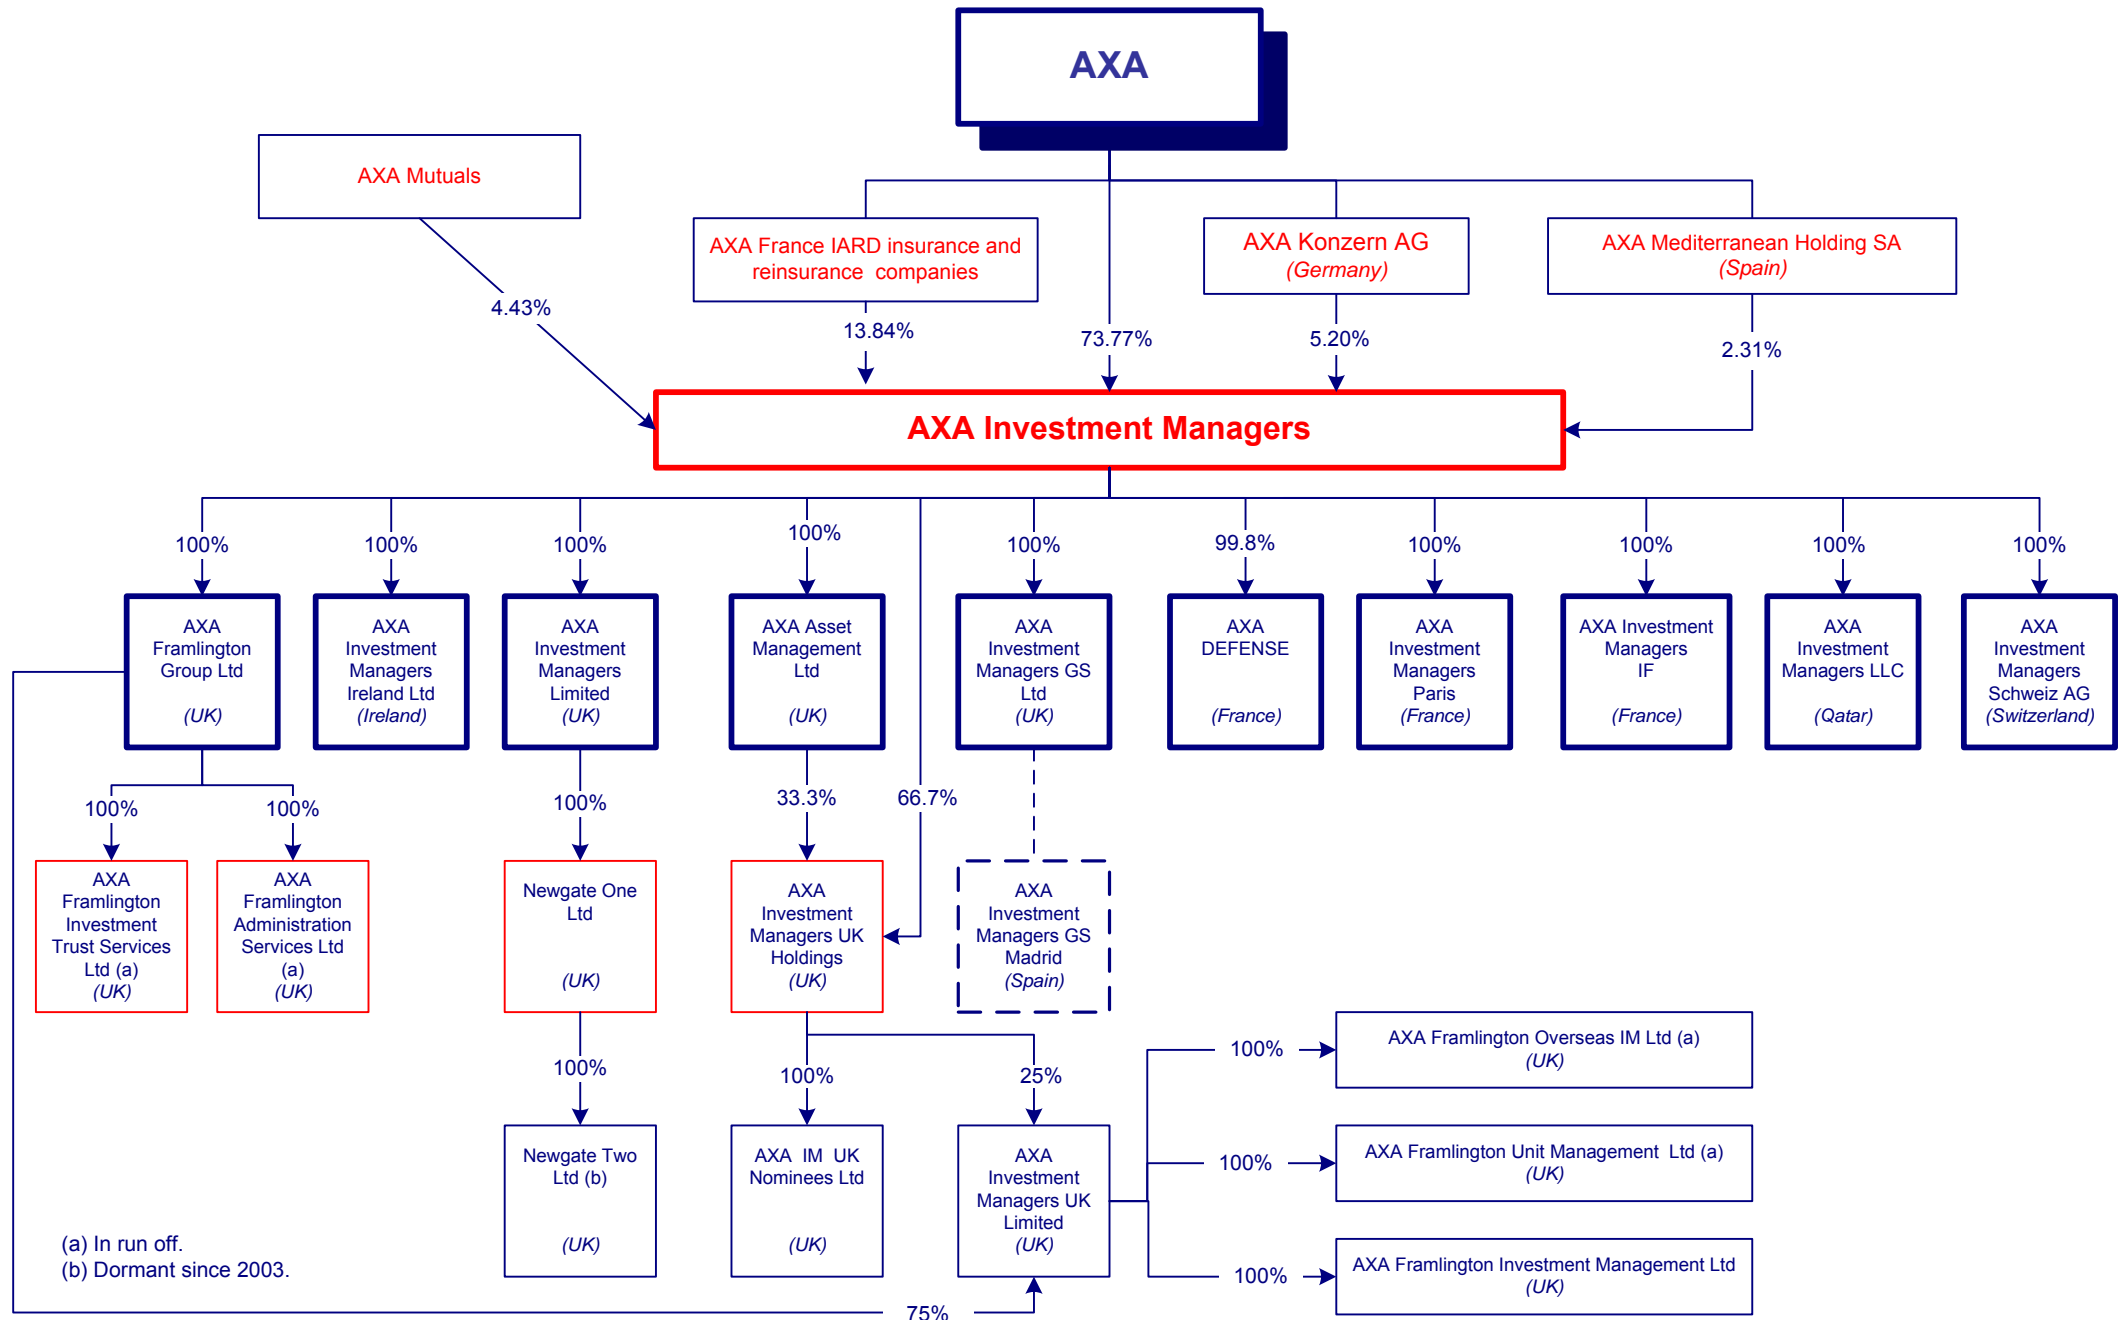 AXA
AXA Mutuals
AXA France IARD insurance and
reinsurance companies
AXA Konzern AG
(Germany)
AXA Mediterranean Holding SA
(Spain)
4.43%
13.84%
73.77%
5.20%
2.31%
AXA Investment Managers
100%
100%
100%
100%
100%
99.8%
100%
100%
100%
100%
AXA
Framlington
Group Ltd
(UK)
AXA
Investment
Managers
Ireland Ltd
(Ireland)
AXA
Investment
Managers
Limited
(UK)
AXA Asset
Management
Ltd
(UK)
AXA
Investment
Managers GS
Ltd
(UK)
AXA
DEFENSE
(France)
AXA
Investment
Managers
Paris
(France)
AXA Investment
Managers
IF
(France)
AXA
Investment
Managers LLC
(Qatar)
AXA
Investment
Managers
Schweiz AG
(Switzerland)
100%
100%
100%
33.3%
66.7%
AXA
Framlington
Investment
Trust Services
Ltd (a)
(UK)
AXA
Framlington
Administration
Services Ltd
(a)
(UK)
Newgate One
Ltd
(UK)
AXA
Investment
Managers UK
Holdings
(UK)
AXA
Investment
Managers GS
Madrid
(Spain)
100%
100%
25%
100%
AXA Framlington Overseas IM Ltd (a)
(UK)
Newgate Two
Ltd (b)
(UK)
AXA IM UK
Nominees Ltd
(UK)
AXA
Investment
Managers UK
Limited
(UK)
100%
AXA Framlington Unit Management Ltd (a)
(UK)
100%
AXA Framlington Investment Management Ltd
(UK)
(a) In run off.
(b) Dormant since 2003.
75%